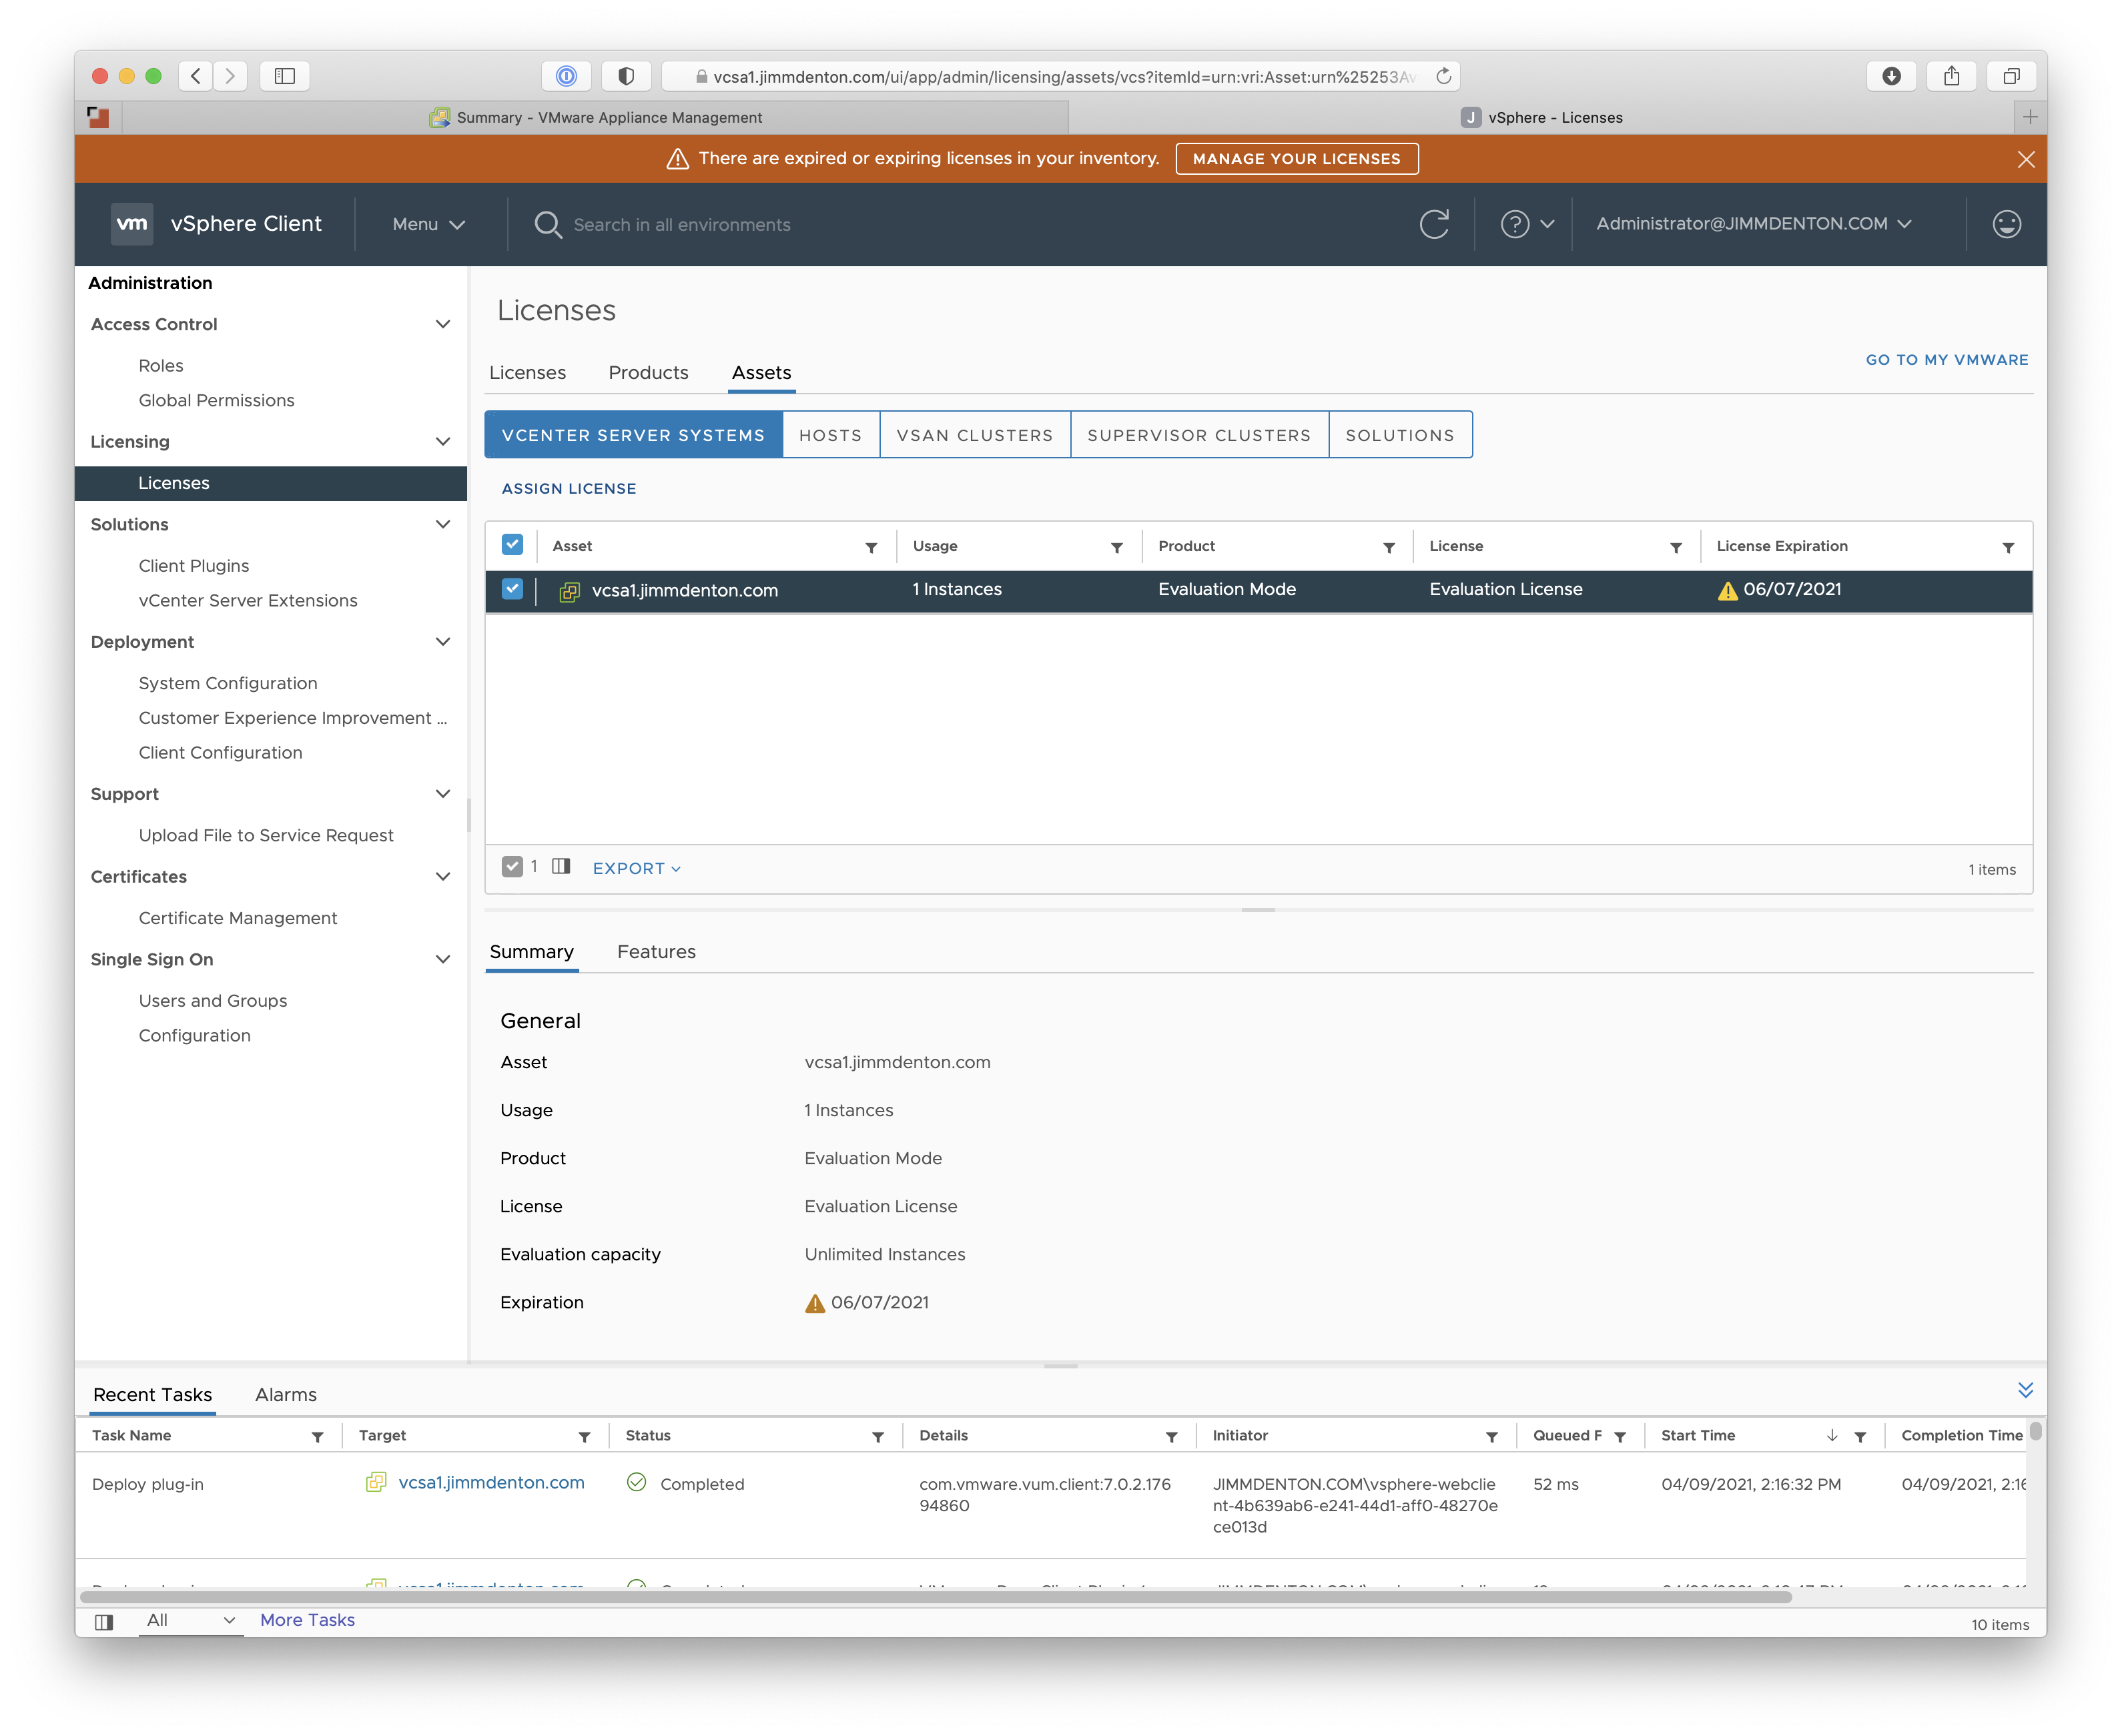 vcsa1.jimmdenton.com/ui/app/admin/licensing/assets/vcs?itemId=urn:vri:Asset:urn%25253Av
Summary - VMware Appliance Management
J vSphere - Licenses
There are expired or expiring licenses in your inventory. MANAGE YOUR LICENSES
vm vSphere Client Menu Search in all environments Administrator@JIMMDENTON.COM
Administration
Access Control
Roles
Global Permissions
Licensing
Licenses
Solutions
Client Plugins
vCenter Server Extensions
Deployment
System Configuration
Customer Experience Improvement ...
Client Configuration
Support
Upload File to Service Request
Certificates
Certificate Management
Single Sign On
Users and Groups
Configuration
Licenses
Licenses Products Assets
GO TO MY VMWARE
VCENTER SERVER SYSTEMS HOSTS VSAN CLUSTERS SUPERVISOR CLUSTERS SOLUTIONS
ASSIGN LICENSE
Asset Usage Product License License Expiration
vcsa1.jimmdenton.com 1 Instances Evaluation Mode Evaluation License 06/07/2021
1 EXPORT 1 items
Summary Features
General
Asset vcsa1.jimmdenton.com
Usage 1 Instances
Product Evaluation Mode
License Evaluation License
Evaluation capacity Unlimited Instances
Expiration 06/07/2021
Recent Tasks Alarms
Task Name Target Status Details Initiator Queued F Start Time Completion Time
Deploy plug-in vcsa1.jimmdenton.com Completed com.vmware.vum.client:7.0.2.176 JIMMDENTON.COM\vsphere-webclie 52 ms 04/09/2021, 2:16:32 PM 04/09/2021, 2:16
94860 nt-4b639ab6-e241-44d1-aff0-48270e
ce013d
All More Tasks 10 items